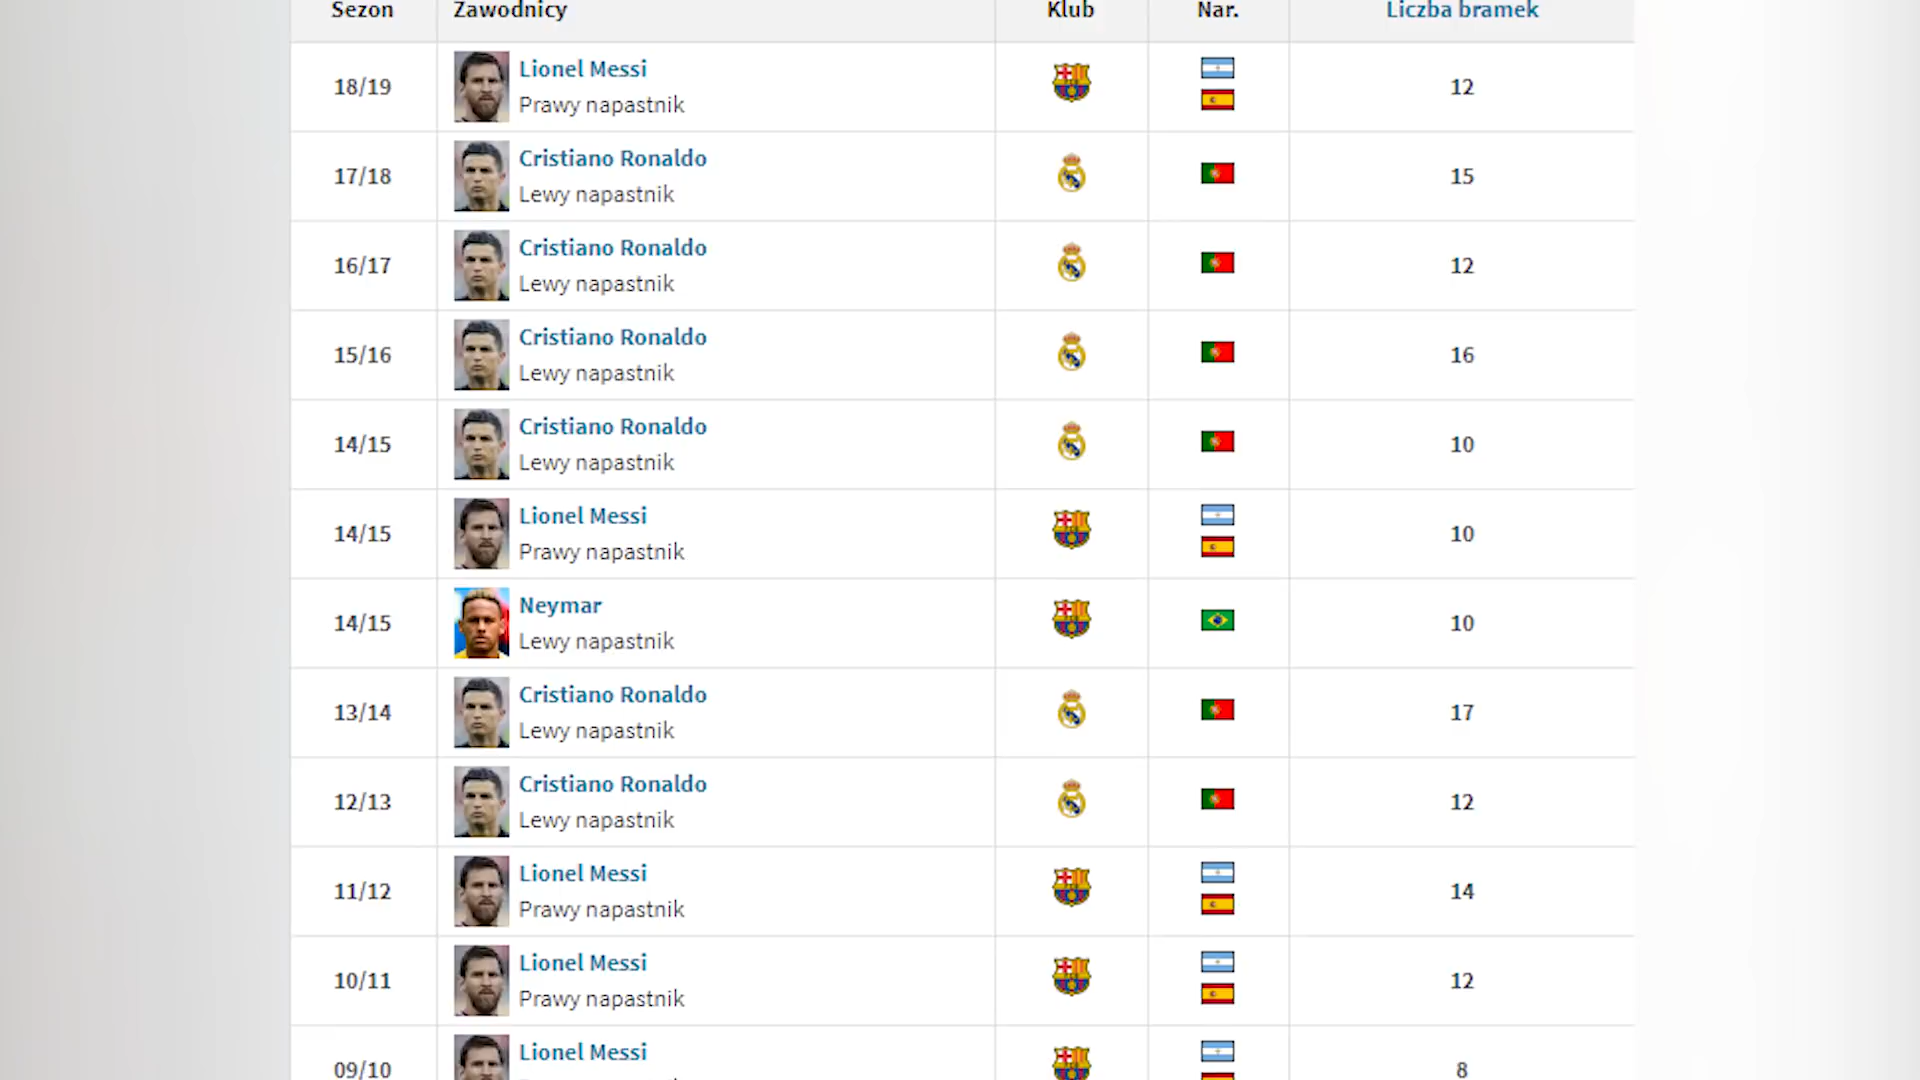 Sezon Zawodnicy Klub Nar. Liczba bramek
18/19 Lionel Messi 12
Prawy napastnik
17/18 Cristiano Ronaldo 15
Lewy napastnik
16/17 Cristiano Ronaldo 12
Lewy napastnik
15/16 Cristiano Ronaldo 16
Lewy napastnik
14/15 Cristiano Ronaldo 10
Lewy napastnik
14/15 Lionel Messi 10
Prawy napastnik
14/15 Neymar 10
Lewy napastnik
13/14 Cristiano Ronaldo 17
Lewy napastnik
12/13 Cristiano Ronaldo 12
Lewy napastnik
11/12 Lionel Messi 14
Prawy napastnik
10/11 Lionel Messi 12
Prawy napastnik
09/10 Lionel Messi 8